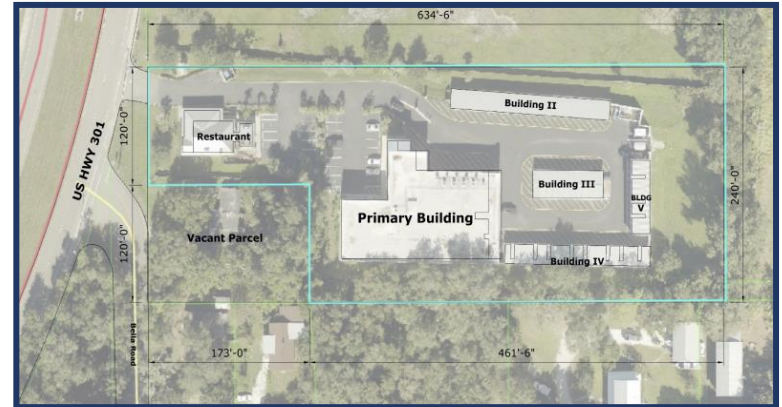 634'-6"
Building II
120'-0"
Restaurant
US HWY 301
Building III
BLDG
V
240'-0"
Primary Building
120'-0"
Vacant Parcel
Building IV
Bella Road
173'-0"
461'-6"